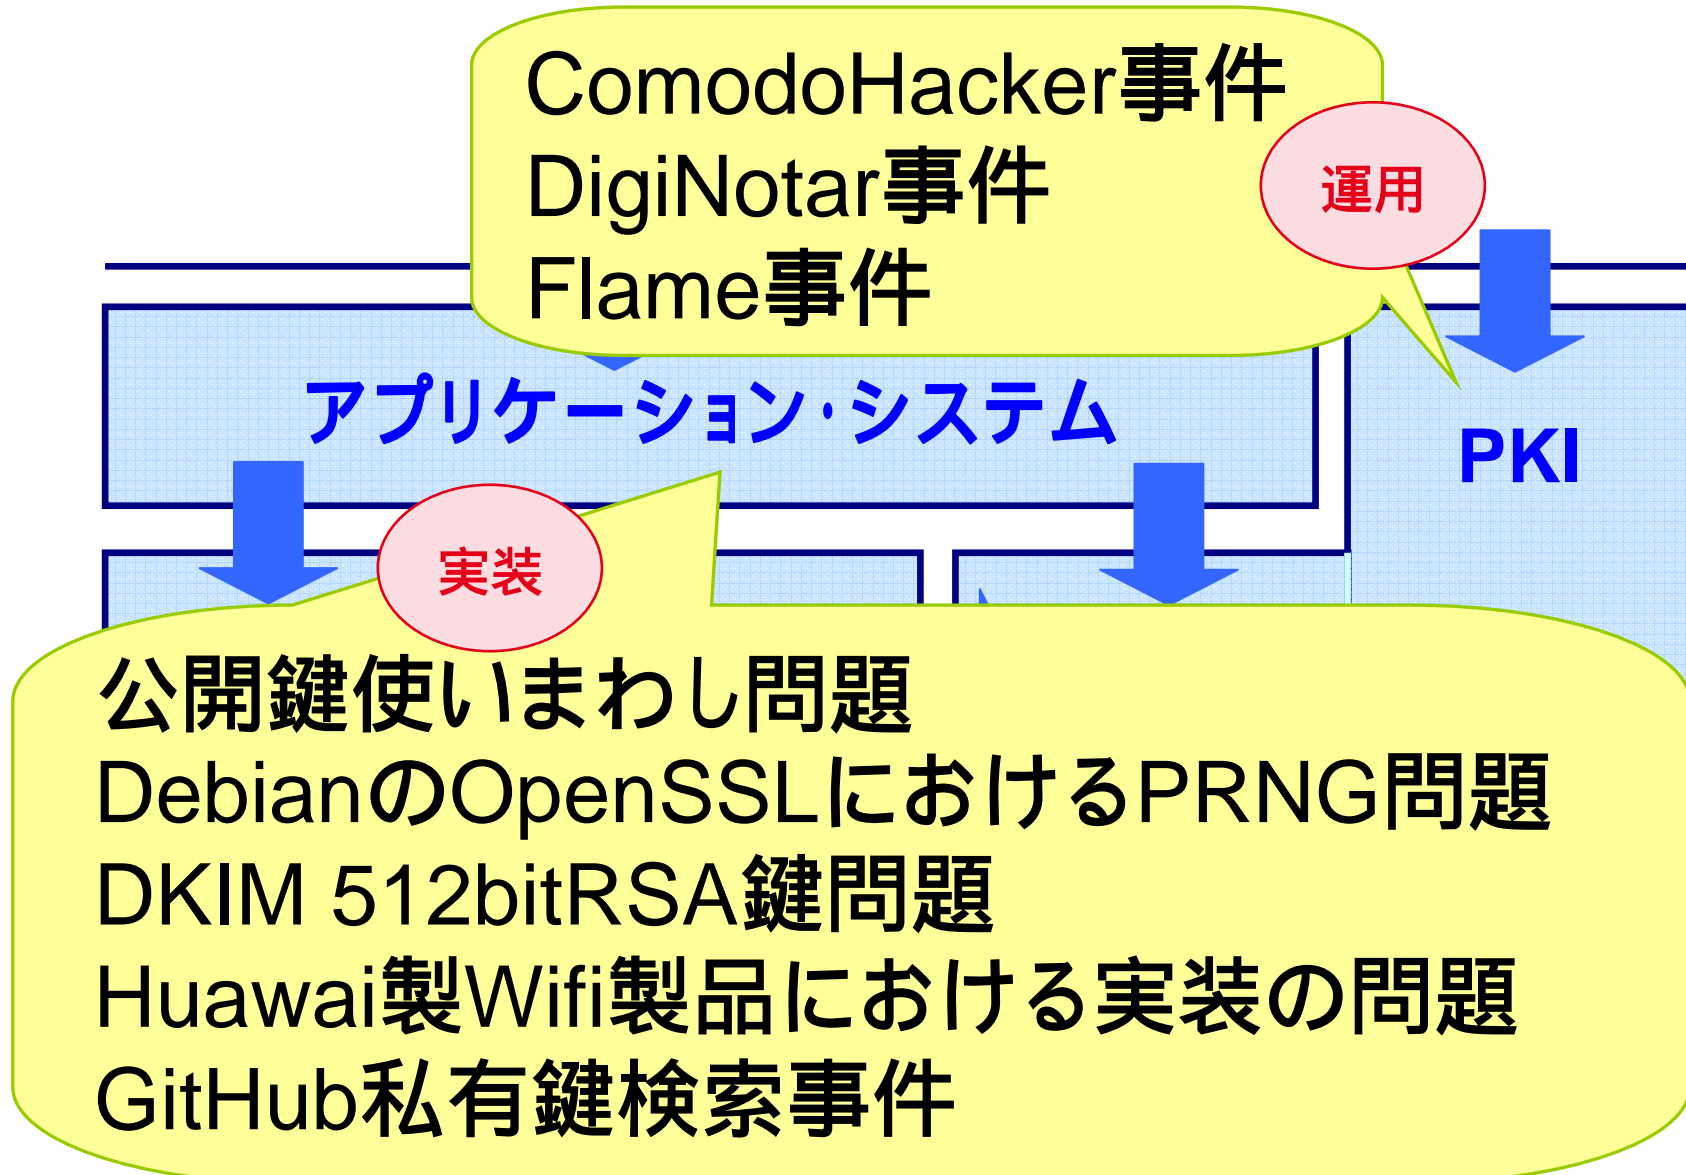 ComodoHacker事件
DigiNotar事件
Flame事件
運用
アプリケーション・システム
PKI
実装
公開鍵使いまわし問題
DebianのOpenSSLにおけるPRNG問題
DKIM 512bitRSA鍵問題
Huawai製Wifi製品における実装の問題
GitHub私有鍵検索事件